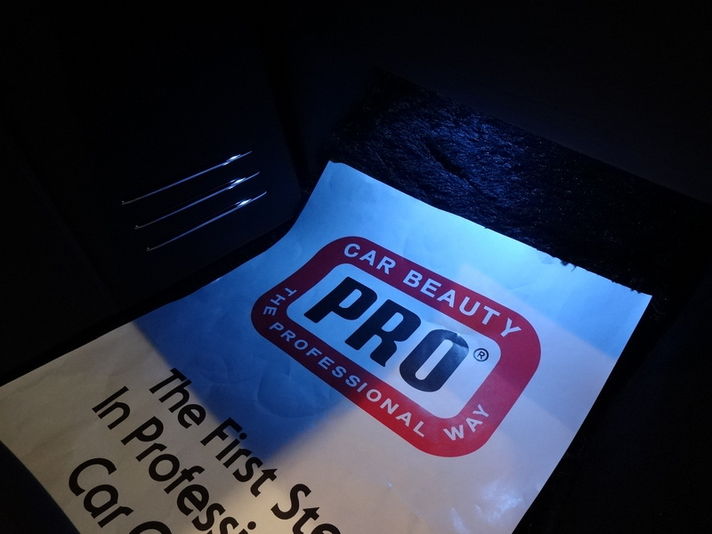 CAR BEAUTY
PRO®
THE PROFESSIONAL WAY
The First Ste
In Professi
Car